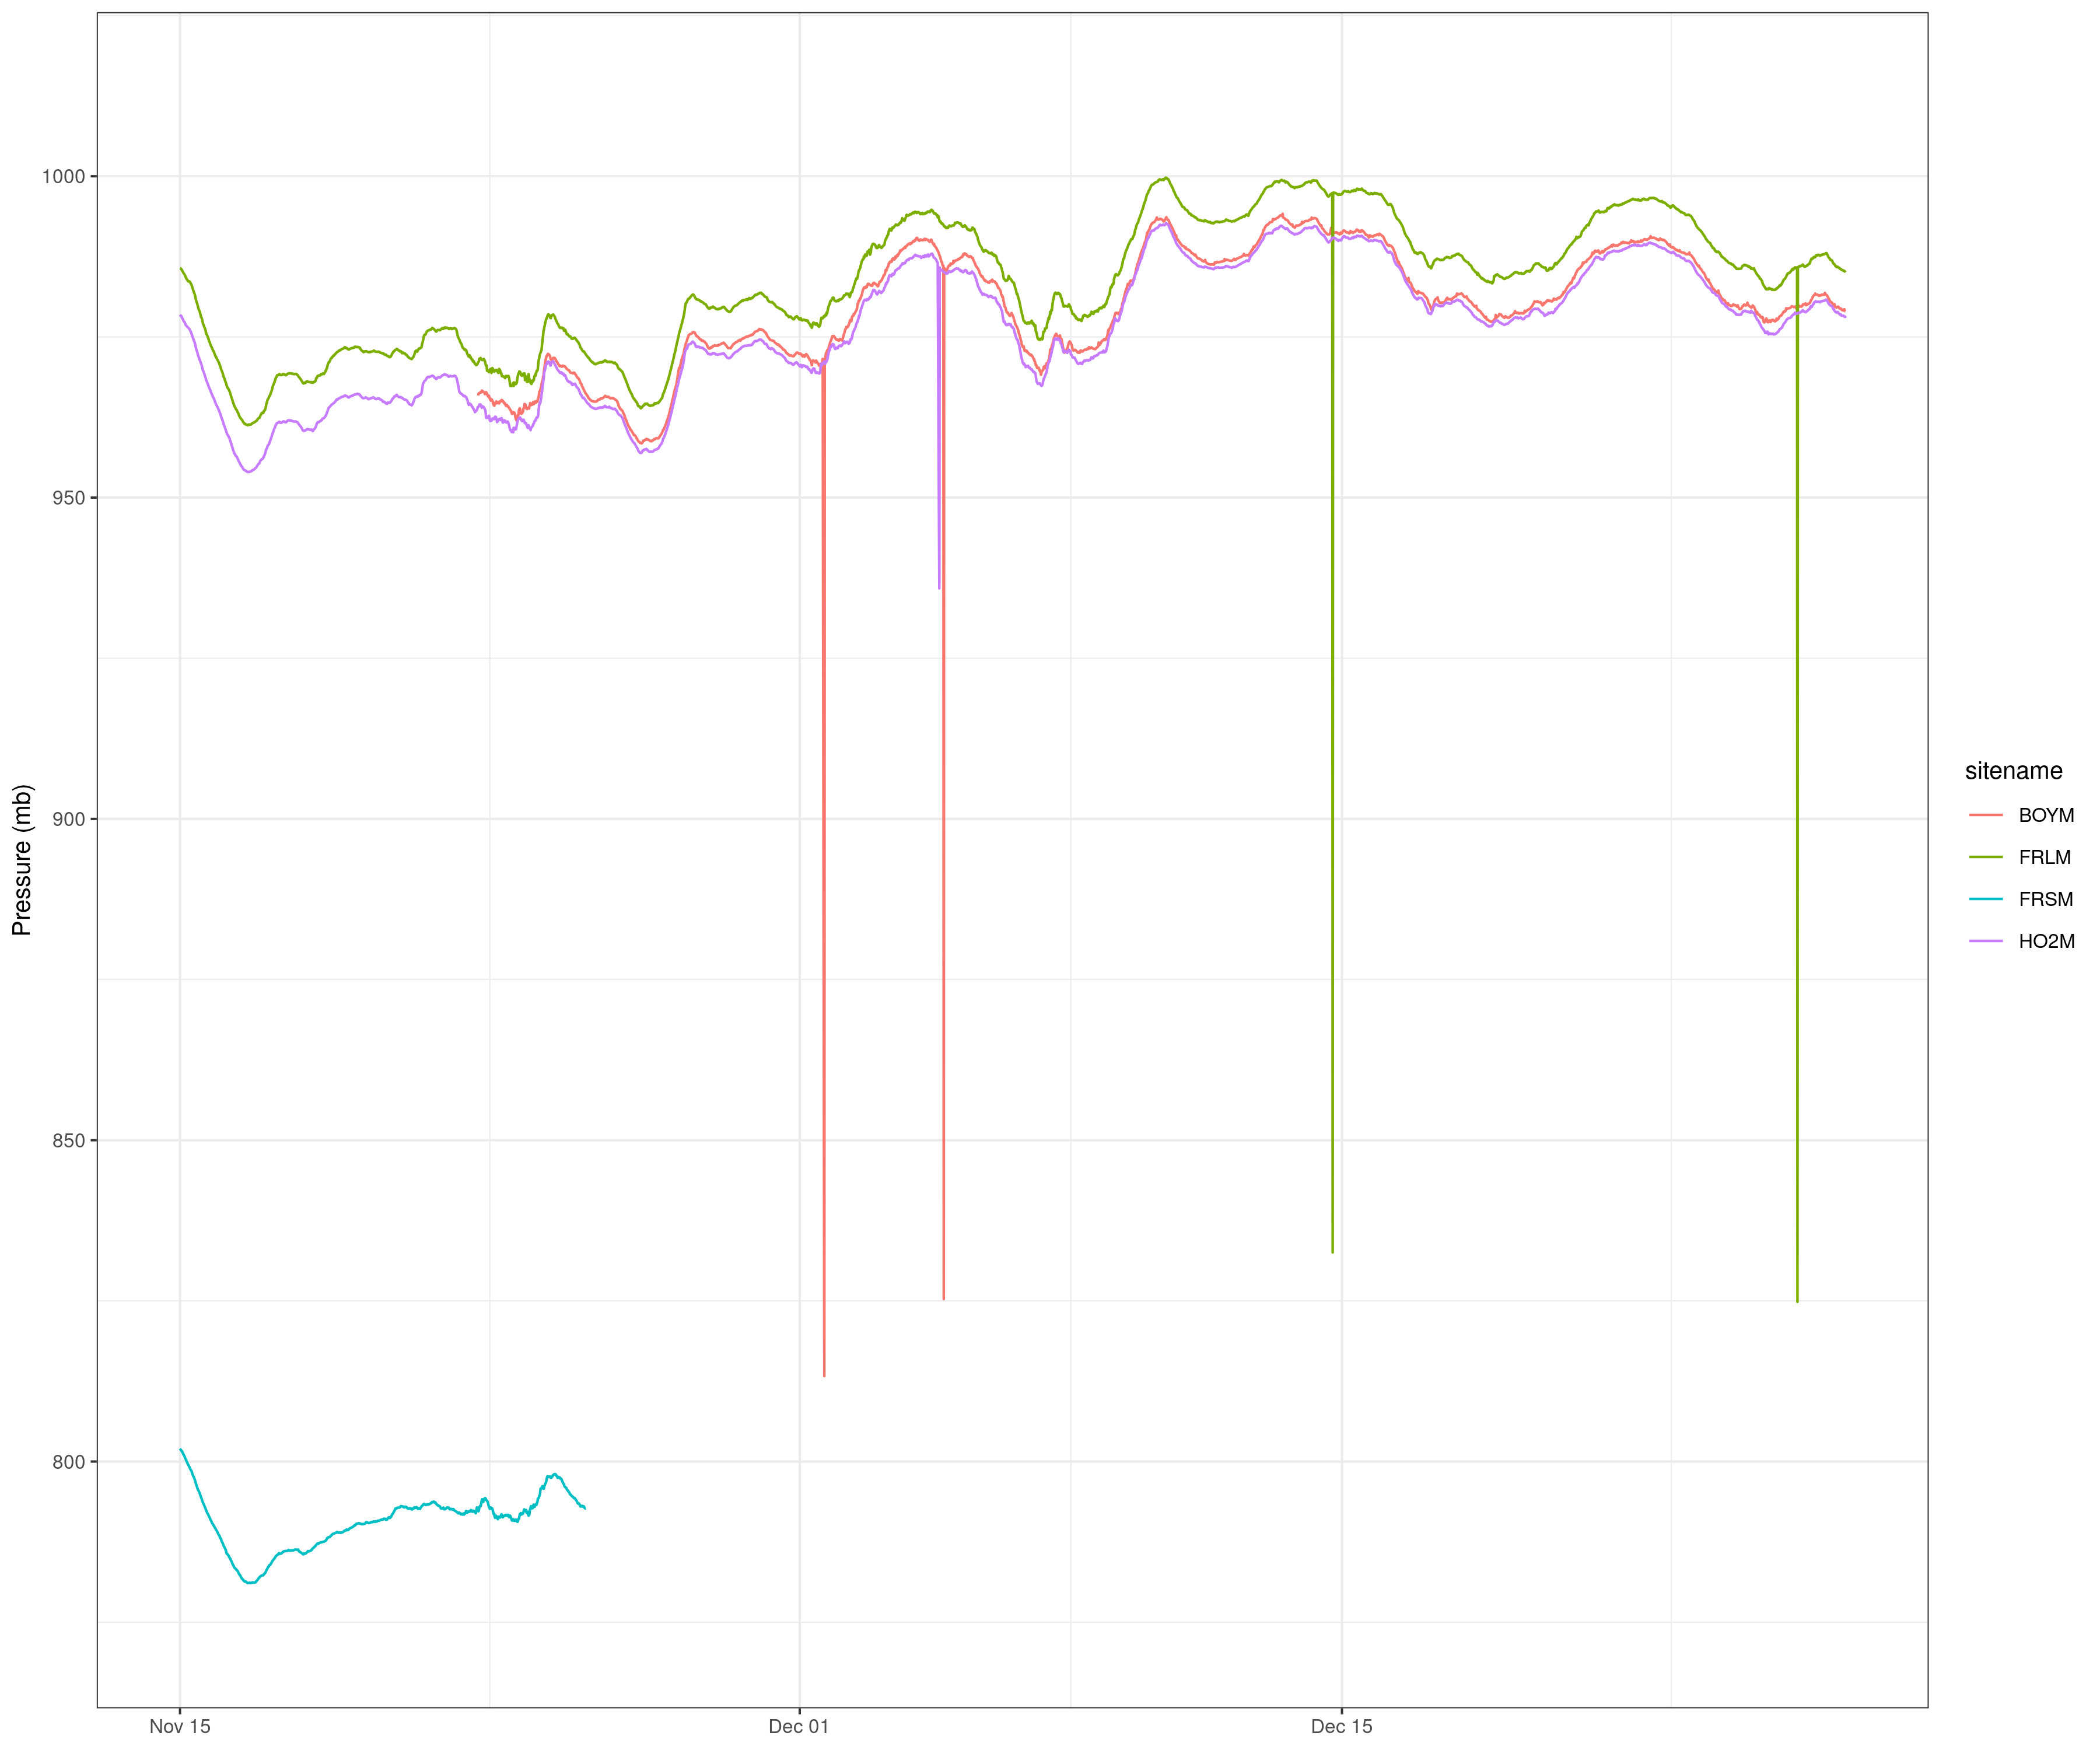 1000
950
900
850
800
Pressure (mb)
Nov 15
Dec 01
Dec 15
sitename
BOYM
FRLM
FRSM
HO2M